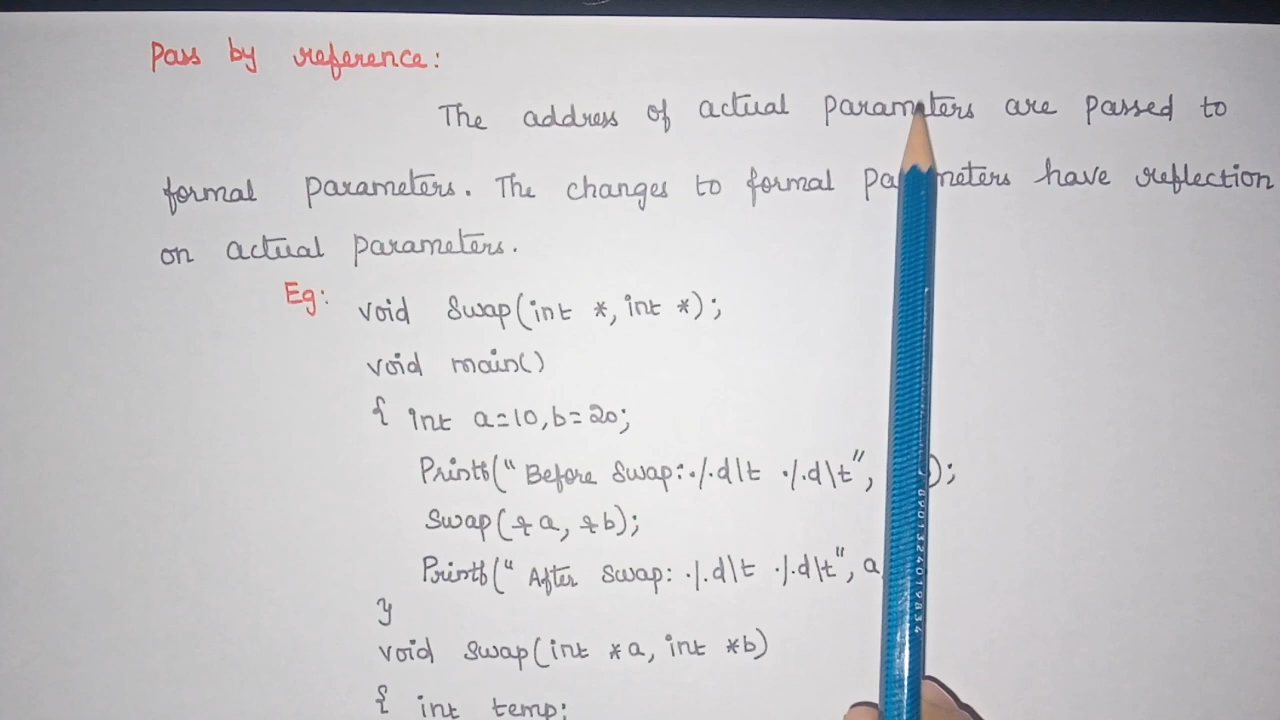 Pass by reference:
The address of actual parameters are passed to
formal parameters. The changes to formal parameters have reflection
on actual parameters.
Eg: void Swap(int *, int *);
void main()
{ int a=10, b=20;
Printf(" Before Swap: %d\t %d\t", );
Swap(&a, &b);
Printf(" After Swap: %d\t %d\t", a
}
void Swap(int *a, int *b)
{ int temp;